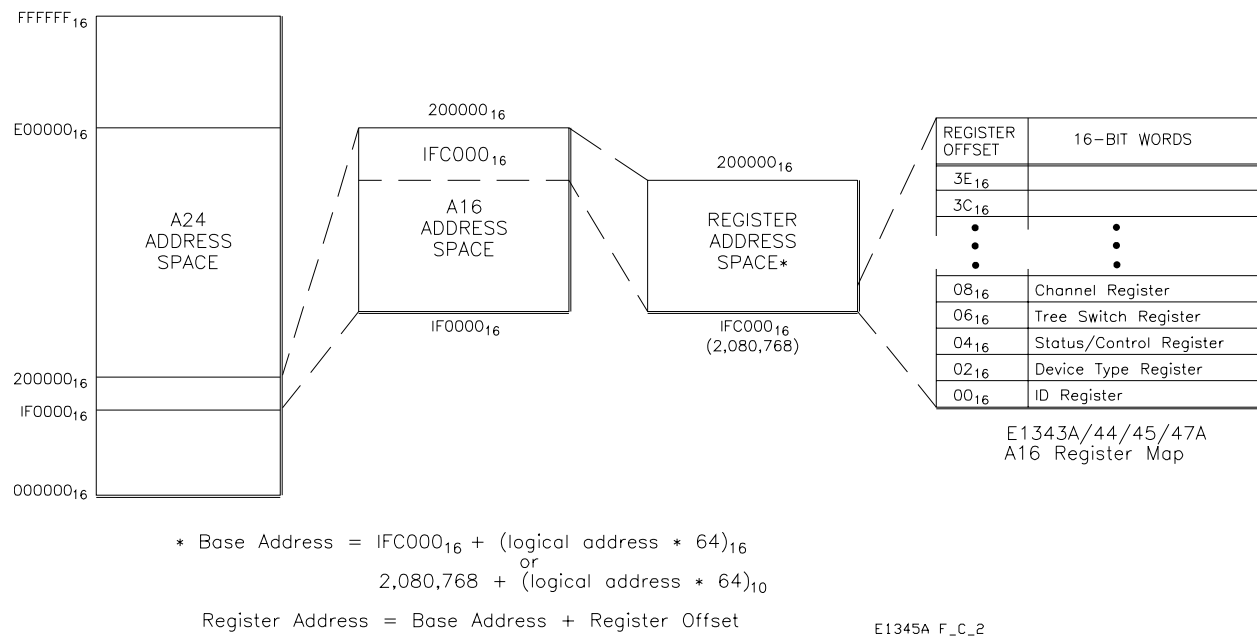 FFFFFF16
E0000016
A24
ADDRESS
SPACE
20000016
IF000016
00000016
20000016
IFC00016
A16
ADDRESS
SPACE
IF000016
20000016
REGISTER
ADDRESS
SPACE*
IFC00016
(2,080,768)
REGISTER OFFSET 16-BIT WORDS
3E16
3C16
0816 Channel Register
0616 Tree Switch Register
0416 Status/Control Register
0216 Device Type Register
0016 ID Register
E1343A/44/45/47A
A16 Register Map
* Base Address = IFC00016 + (logical address * 64)16
or
2,080,768 + (logical address * 64)10
Register Address = Base Address + Register Offset
E1345A F_C_2